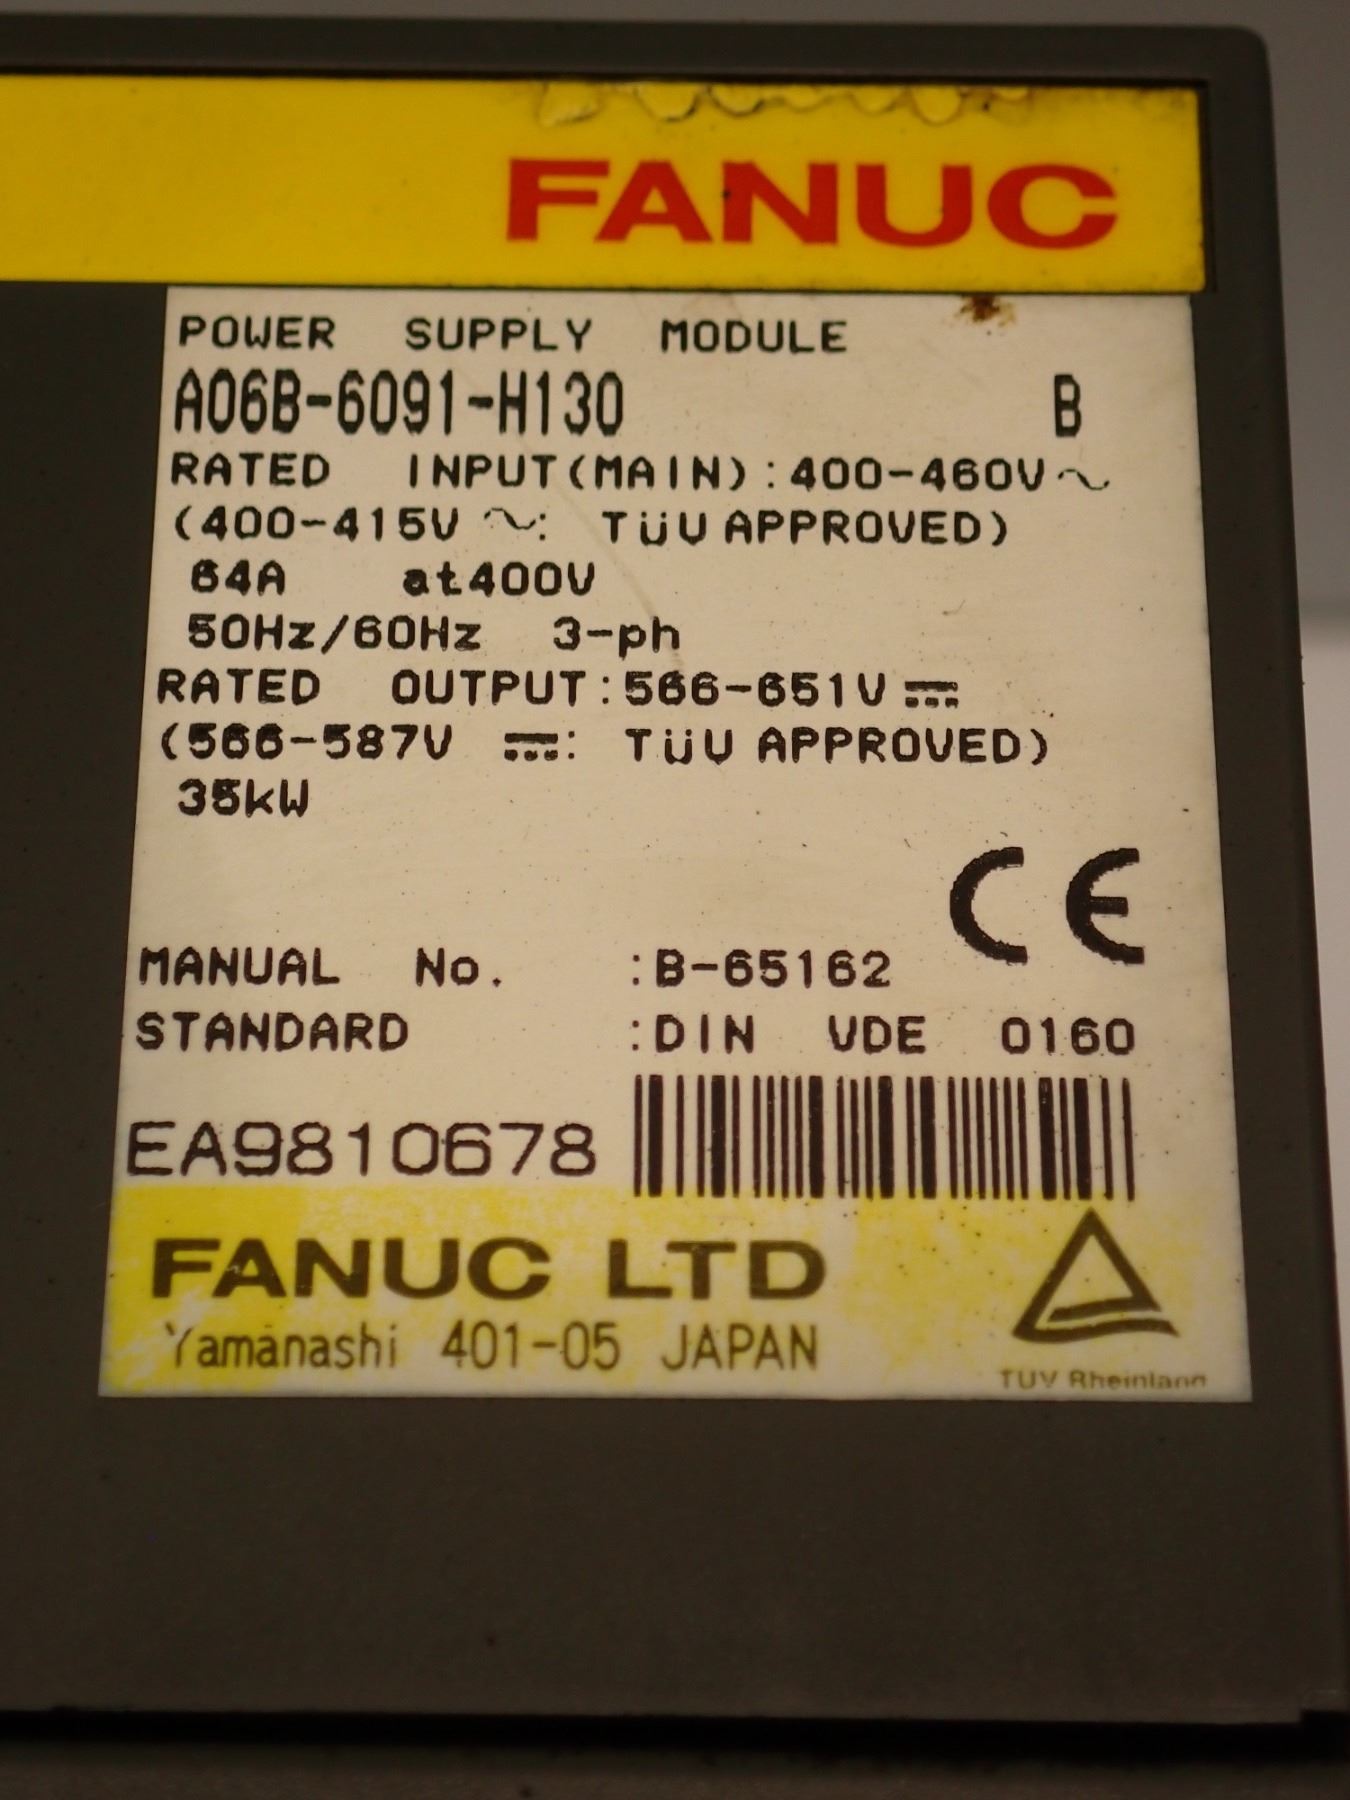 FANUC
POWER SUPPLY MODULE
A06B-6091-H130 B
RATED INPUT(MAIN):400-460V~
(400-415V ~: TüV APPROVED)
64A at400V
50Hz/60Hz 3-ph
RATED OUTPUT:566-651V⎓
(566-587V ⎓: TüV APPROVED)
35kW
CE
MANUAL No. :B-65162
STANDARD :DIN VDE 0160
EA9810678
FANUC LTD
Yamanashi 401-05 JAPAN
TUV Rheinland